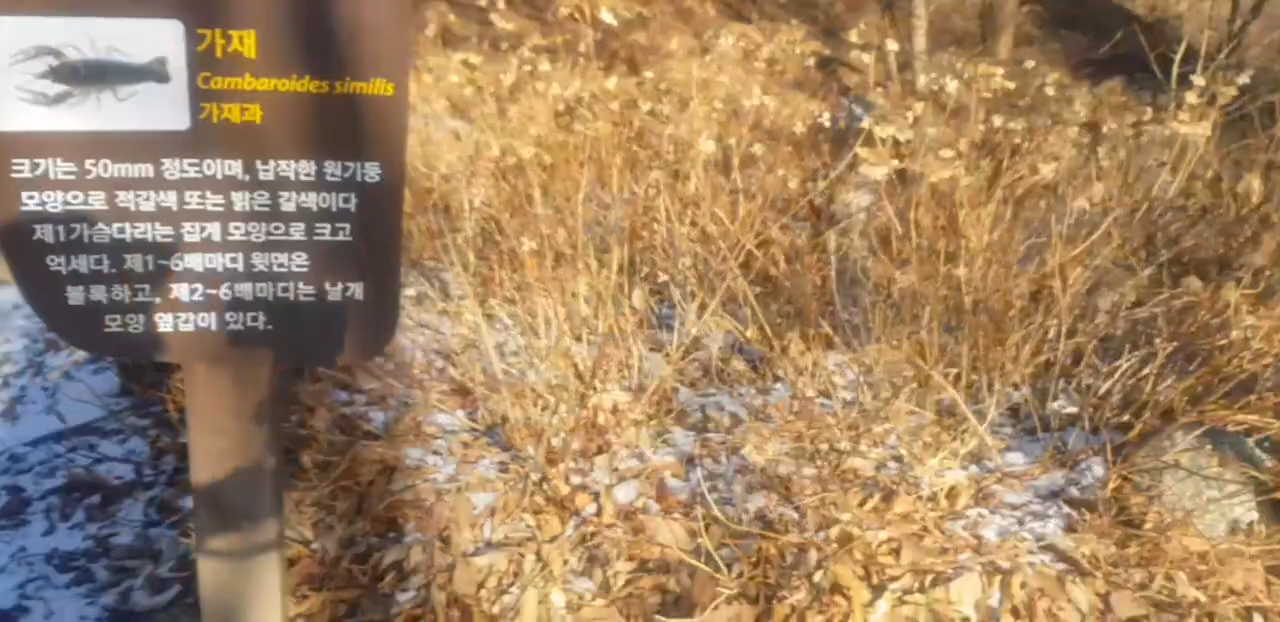 가재
Cambaroides similis
가재과
크기는 50mm 정도이며, 납작한 원기둥
모양으로 적갈색 또는 밝은 갈색이다
제1가슴다리는 집게 모양으로 크고
억세다. 제1~6배마디 윗면은
볼록하고, 제2~6배마디는 날개
모양 옆갑이 있다.